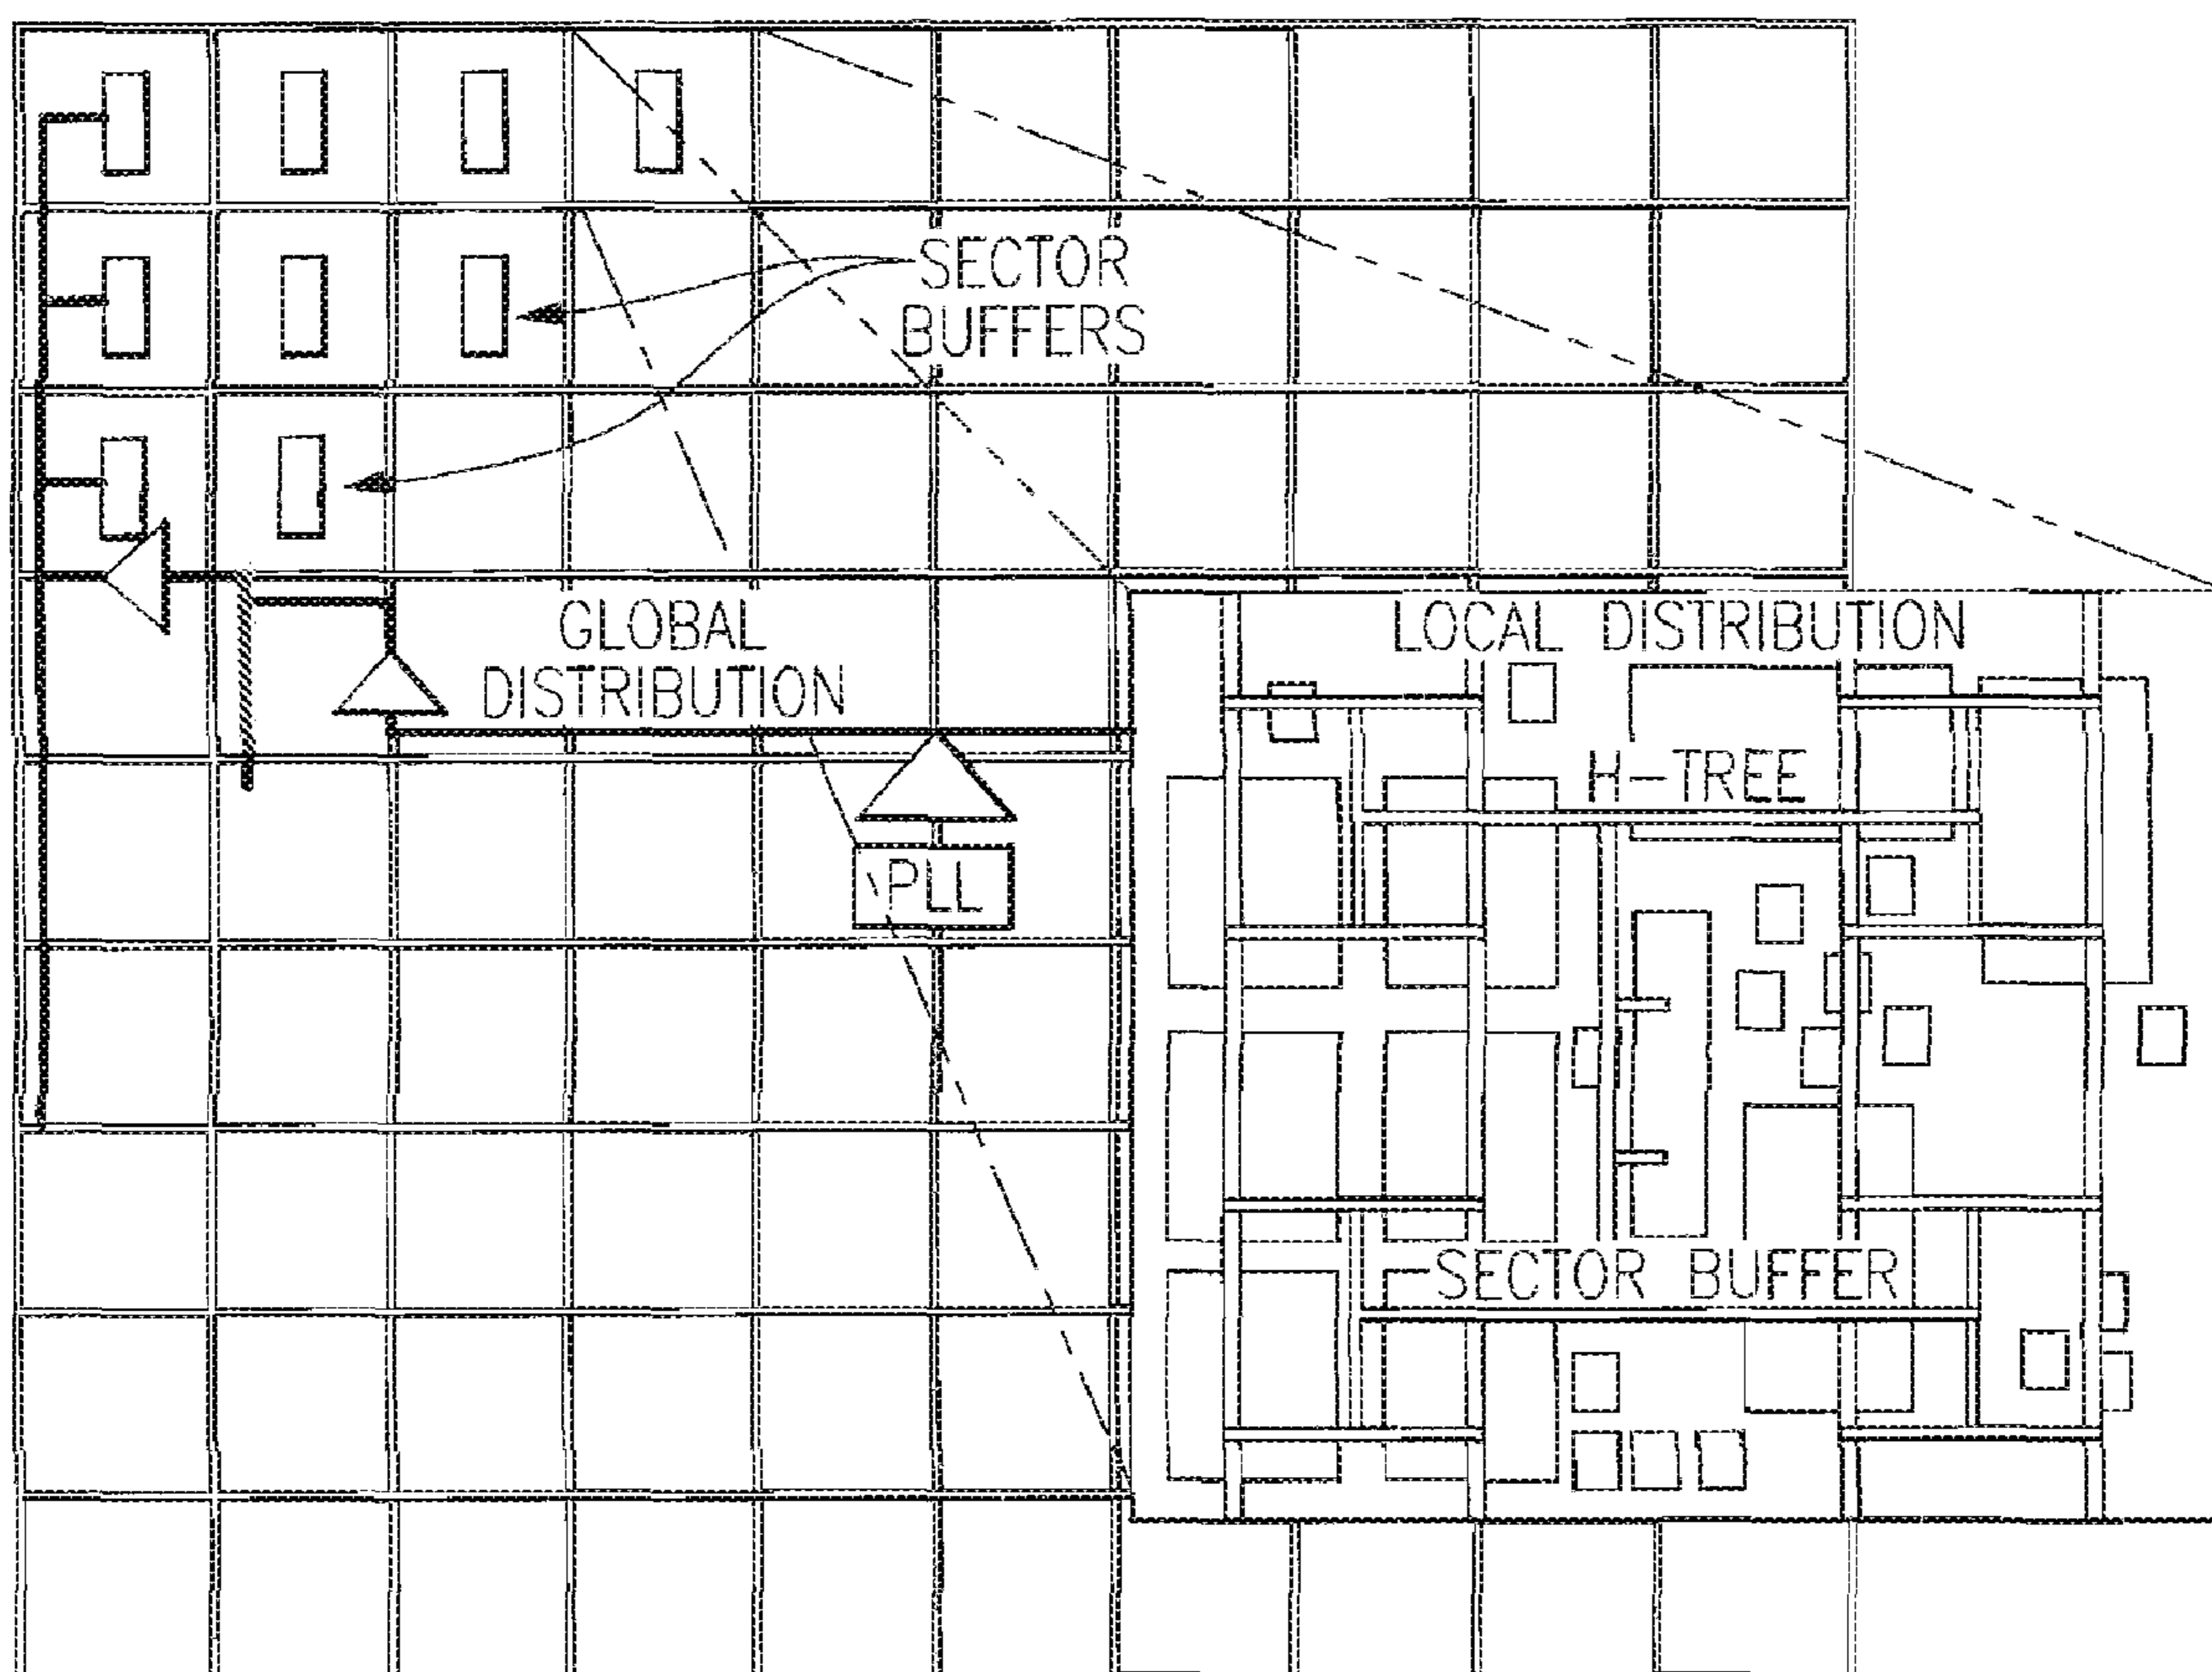 SECTOR
BUFFERS
GLOBAL
DISTRIBUTION
LOCAL DISTRIBUTION
H-TREE
PLL
SECTOR BUFFER